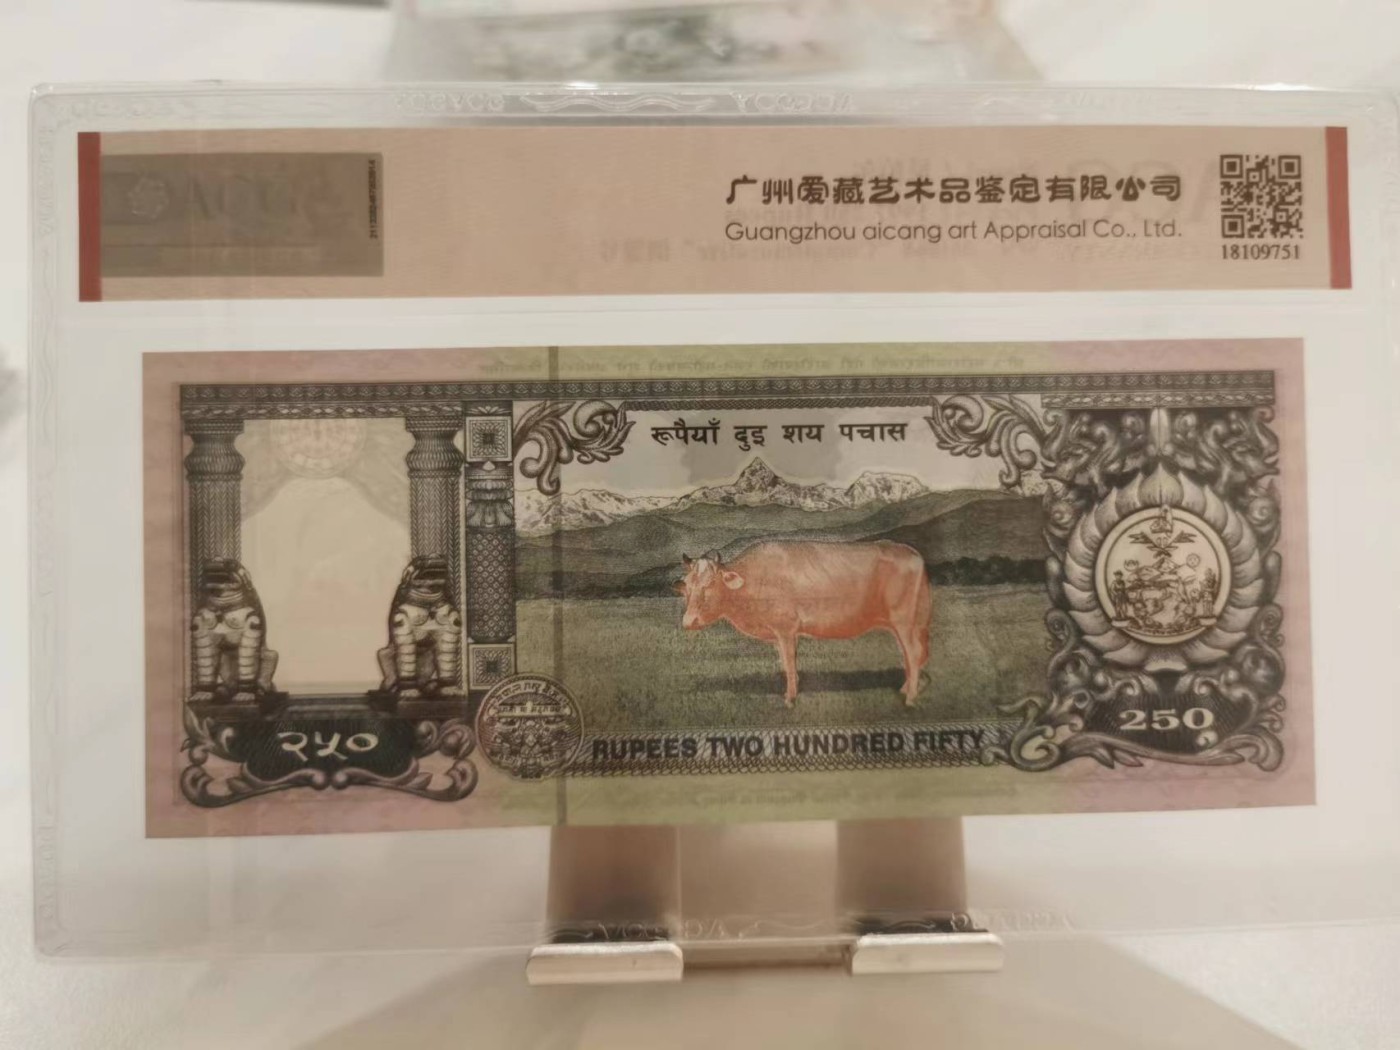 广州爱藏艺术品鉴定有限公司
Guangzhou aicang art Appraisal Co., Ltd.
18109751
रूपैयाँ दुइ शय पचास
RUPEES TWO HUNDRED FIFTY
२५०
250